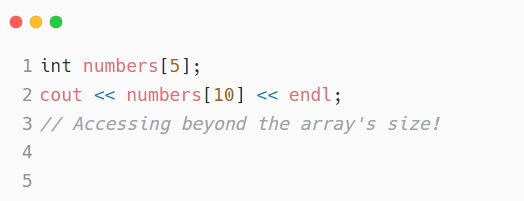 1 int numbers[5];
2 cout << numbers[10] << endl;
3 // Accessing beyond the array's size!
4
5